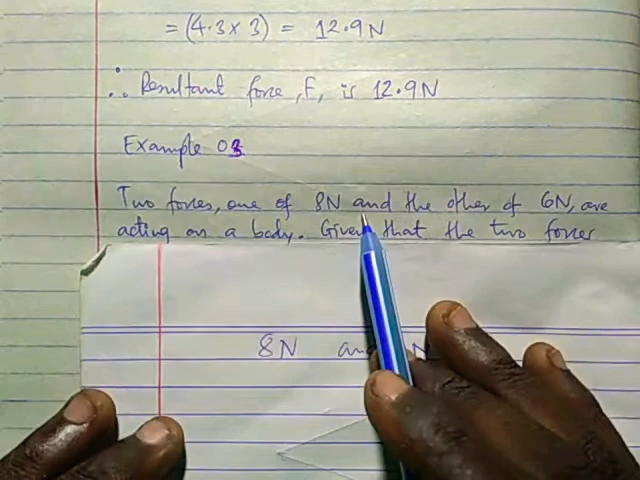 = (4.3 x 3) = 12.9N
∴ Resultant force, F, is 12.9N
Example 03
Two forces, one of 8N and the other of 6N, are
acting on a body. Given that the two forces
8N and N